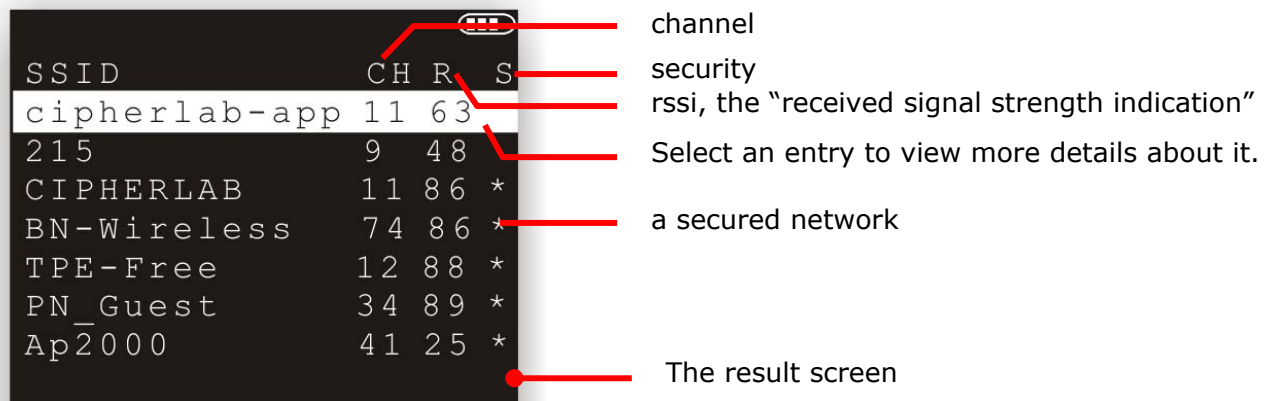 channel
SSID CH R S
security
rssi, the “received signal strength indication”
cipherlab-app 11 63
Select an entry to view more details about it.
215 9 48
CIPHERLAB 11 86 *
a secured network
BN-Wireless 74 86 *
TPE-Free 12 88 *
PN_Guest 34 89 *
Ap2000 41 25 *
The result screen